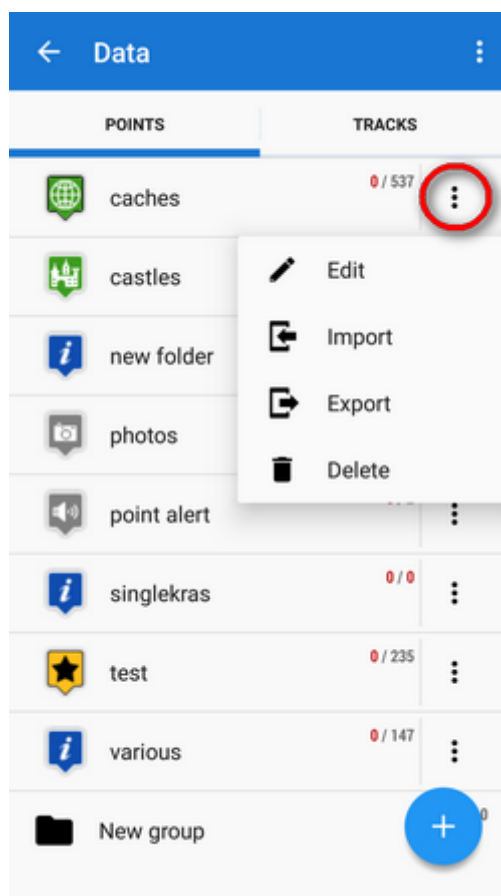 Data
POINTS TRACKS
caches 0 / 537
castles
Edit
new folder
Import
photos
Export
Delete
point alert
singlekras 0 / 0
test 0 / 235
various 0 / 147
New group